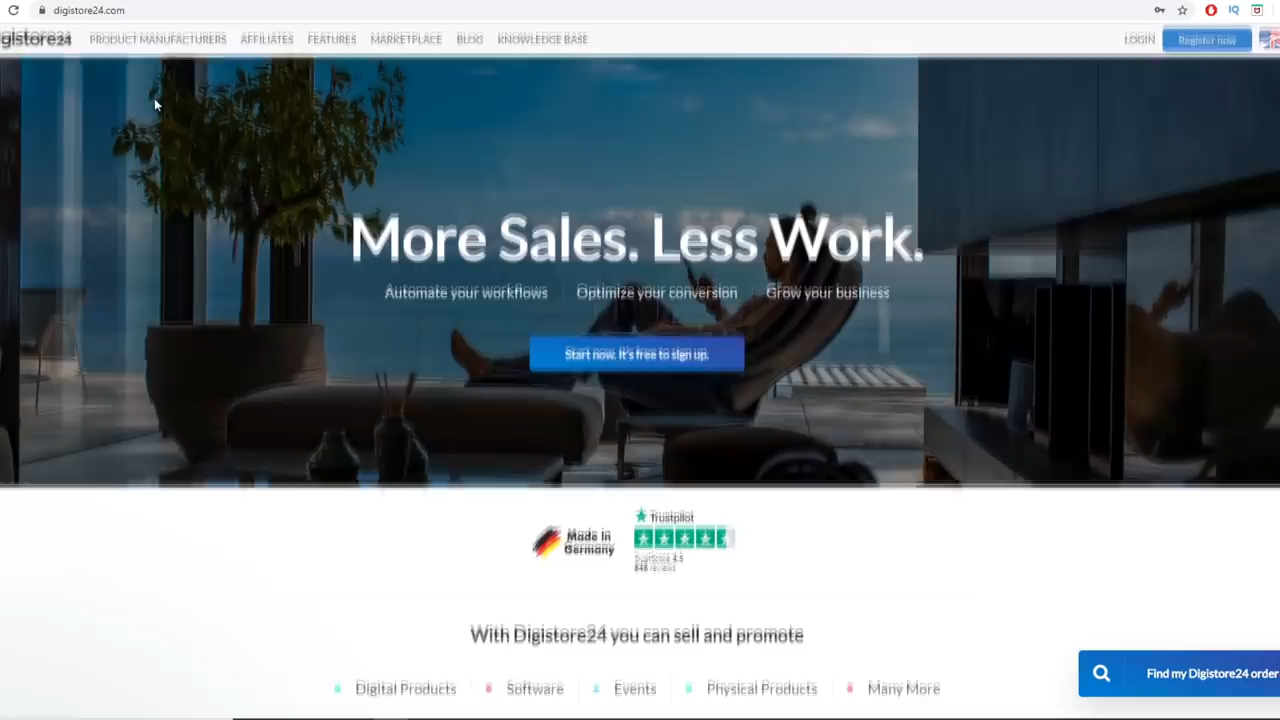 digistore24.com
IQ
gistore24 PRODUCT MANUFACTURERS AFFILIATES FEATURES MARKETPLACE BLOG KNOWLEDGE BASE LOGIN Register now
More Sales. Less Work.
Automate your workflows Optimize your conversion Grow your business
Start now. It's free to sign up.
Trustpilot
Made in
Germany
TrustScore 4.5
848 reviews
With Digistore24 you can sell and promote
Find my Digistore24 order
Digital Products Software Events Physical Products Many More